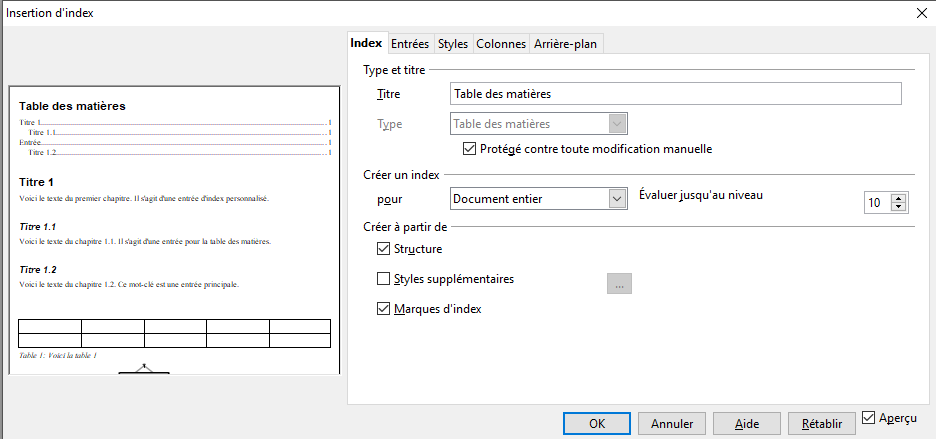 Insertion d'index
Index Entrées Styles Colonnes Arrière-plan
Table des matières
Titre 1 1
Titre 1.1 1
Entrée 1
Titre 1.2 1
Titre 1
Voici le texte du premier chapitre. Il s'agit d'une entrée d'index personnalisé.
Titre 1.1
Voici le texte du chapitre 1.1. Il s'agit d'une entrée pour la table des matières.
Titre 1.2
Voici le texte du chapitre 1.2. Ce mot-clé est une entrée principale.
Table 1: Voici la table 1
Type et titre
Titre Table des matières
Type Table des matières
Protégé contre toute modification manuelle
Créer un index
pour Document entier Évaluer jusqu'au niveau 10
Créer à partir de
Structure
Styles supplémentaires ...
Marques d'index
OK Annuler Aide Rétablir Aperçu